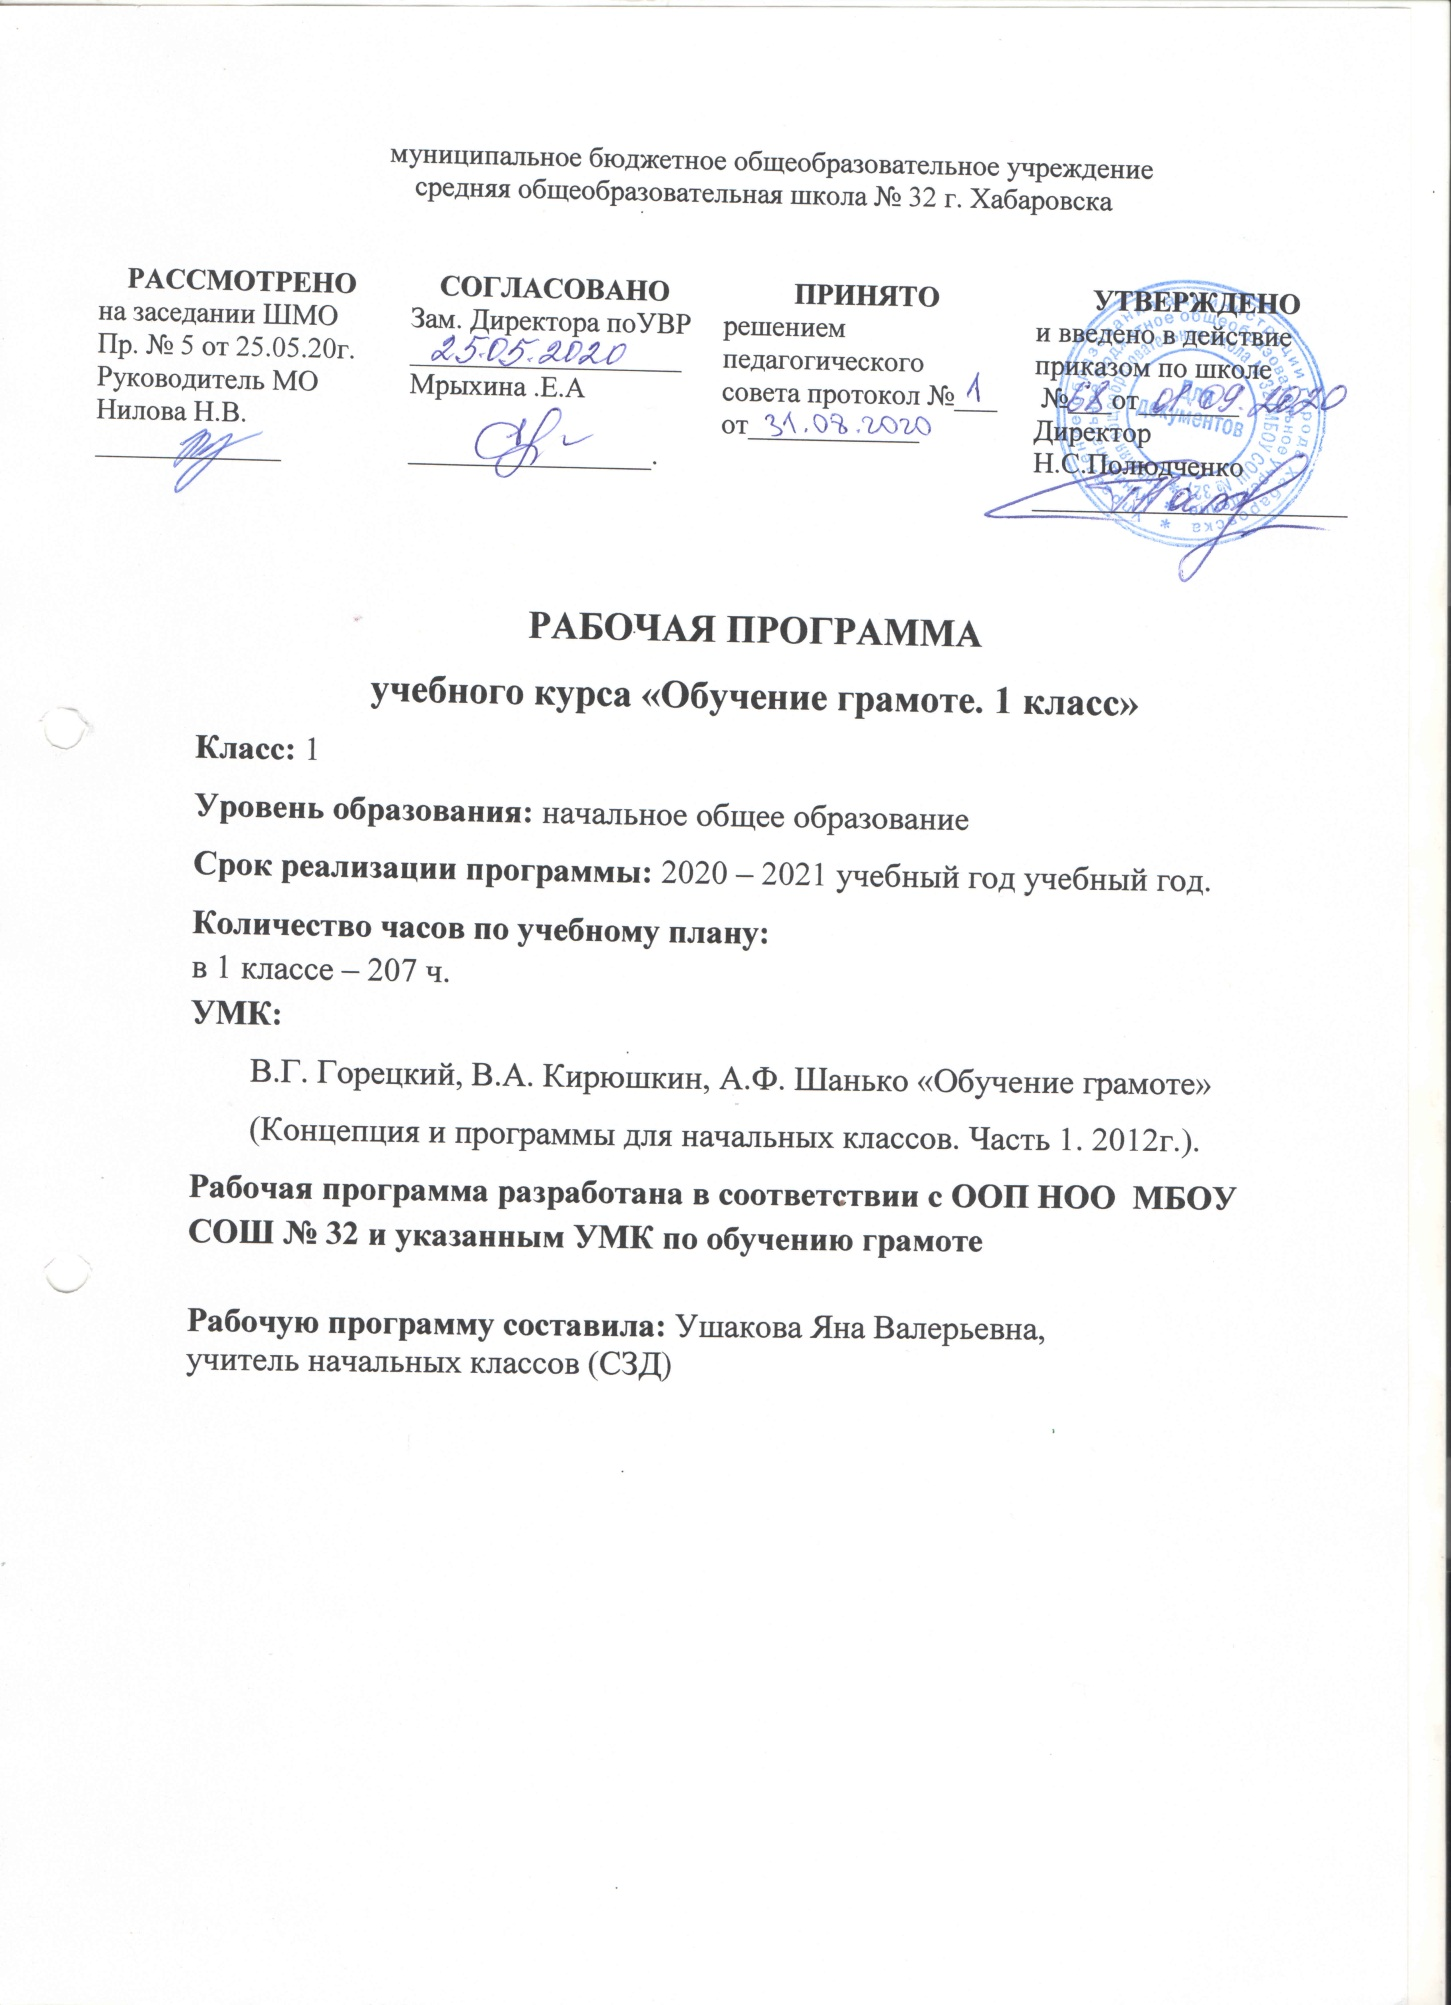 муниципальное бюджетное общеобразовательное учреждение
средняя общеобразовательная школа № 32 г. Хабаровска
РАССМОТРЕНО
на заседании ШМО
Пр. № 5 от 25.05.20г.
Руководитель МО
Нилова Н.В.
СОГЛАСОВАНО
Зам. Директора поУВР
25.05.2020
Мрыхина .Е.А
ПРИНЯТО
решением
педагогического
совета протокол № 1
от 31.08.2020
УТВЕРЖДЕНО
и введено в действие
приказом по школе
№ 68 от 01 09 2020
Директор
Н.С.Полюдченко
Для
документов
РАБОЧАЯ ПРОГРАММА
учебного курса «Обучение грамоте. 1 класс»
Класс: 1
Уровень образования: начальное общее образование
Срок реализации программы: 2020 – 2021 учебный год учебный год.
Количество часов по учебному плану:
в 1 классе – 207 ч.
УМК:
В.Г. Горецкий, В.А. Кирюшкин, А.Ф. Шанько «Обучение грамоте»
(Концепция и программы для начальных классов. Часть 1. 2012г.).
Рабочая программа разработана в соответствии с ООП НОО МБОУ
СОШ № 32 и указанным УМК по обучению грамоте
Рабочую программу составила: Ушакова Яна Валерьевна,
учитель начальных классов (СЗД)